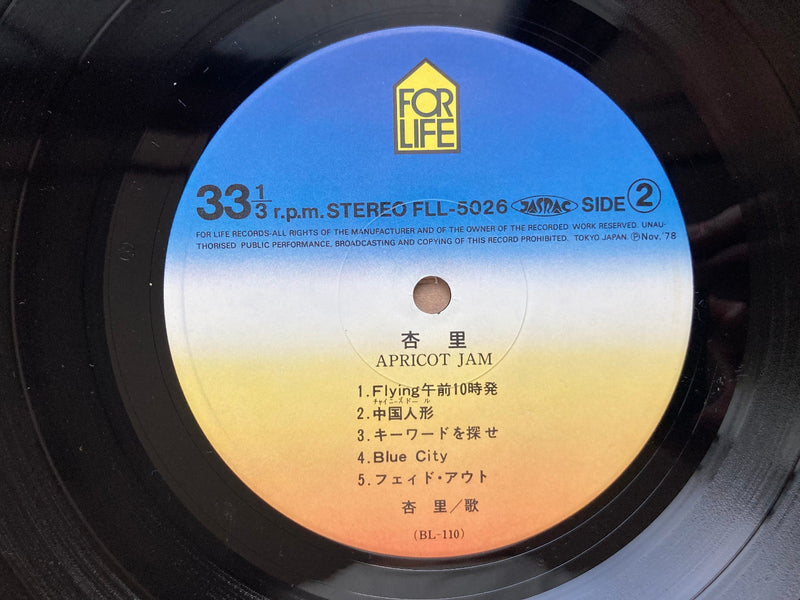 FOR
LIFE
33 1/3 r.p.m. STEREO FLL-5026 JASRAC SIDE 2
FOR LIFE RECORDS-ALL RIGHTS OF THE MANUFACTURER AND OF THE OWNER OF THE RECORDED WORK RESERVED. UNAU-
THORISED PUBLIC PERFORMANCE, BROADCASTING AND COPYING OF THIS RECORD PROHIBITED. TOKYO JAPAN. ℗Nov.'78
杏里
APRICOT JAM
1.Flying午前10時発
チャイニーズドール
2.中国人形
3.キーワードを探せ
4.Blue City
5.フェイド・アウト
杏里/歌
(BL-110)